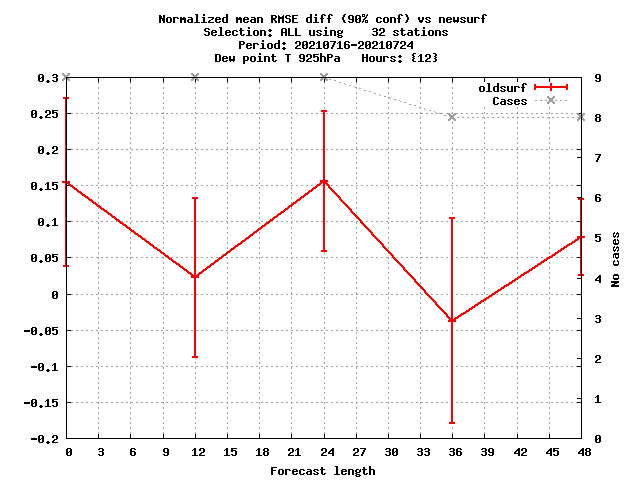 Normalized mean RMSE diff (90% conf) vs newsurf
Selection: ALL using    32 stations
Period: 20210716-20210724
Dew point T 925hPa   Hours: {12}
oldsurf
Cases
0.3
0.25
0.2
0.15
0.1
0.05
0
-0.05
-0.1
-0.15
-0.2
9
8
7
6
5
4
3
2
1
0
No cases
0 3 6 9 12 15 18 21 24 27 30 33 36 39 42 45 48
Forecast length